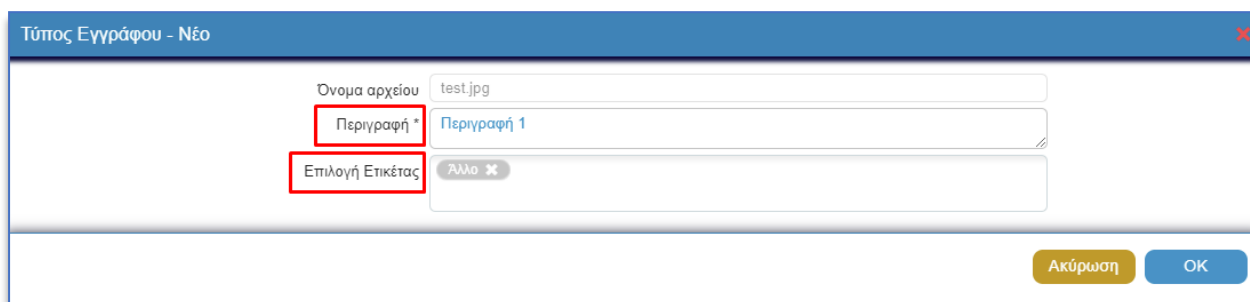 Τύπος Εγγράφου - Νέο
Όνομα αρχείου test.jpg
Περιγραφή * Περιγραφή 1
Επιλογή Ετικέτας Άλλο
Ακύρωση OK